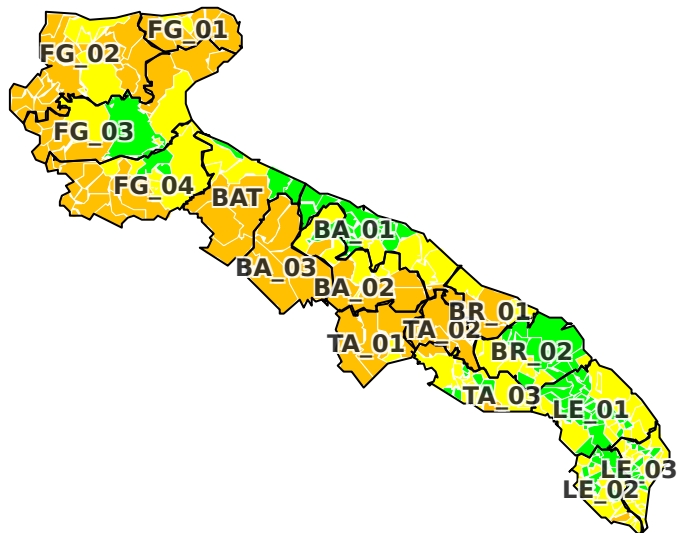 FG_01
FG_02
FG_03
FG_04
BAT
BA_01
BA_03
BA_02
BR_01
TA_02
TA_01
BR_02
TA_03
LE_01
LE_03
LE_02